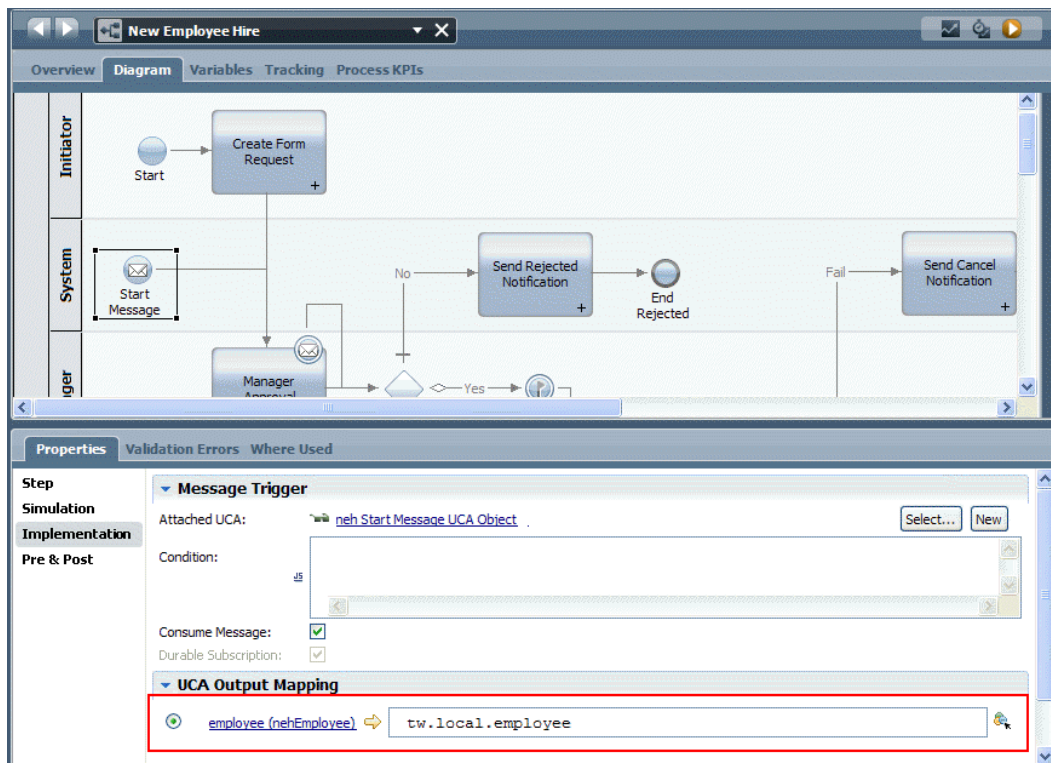 New Employee Hire
Overview Diagram Variables Tracking Process KPIs
Initiator
Start
Create Form
Request
System
Start
Message
No
Send Rejected
Notification
End
Rejected
Fail
Send Cancel
Notification
Manager
Yes
Properties Validation Errors Where Used
Step
Simulation
Implementation
Pre & Post
Message Trigger
Attached UCA: neh Start Message UCA Object Select... New
Condition:
JS
Consume Message:
Durable Subscription:
UCA Output Mapping
employee (nehEmployee) tw.local.employee